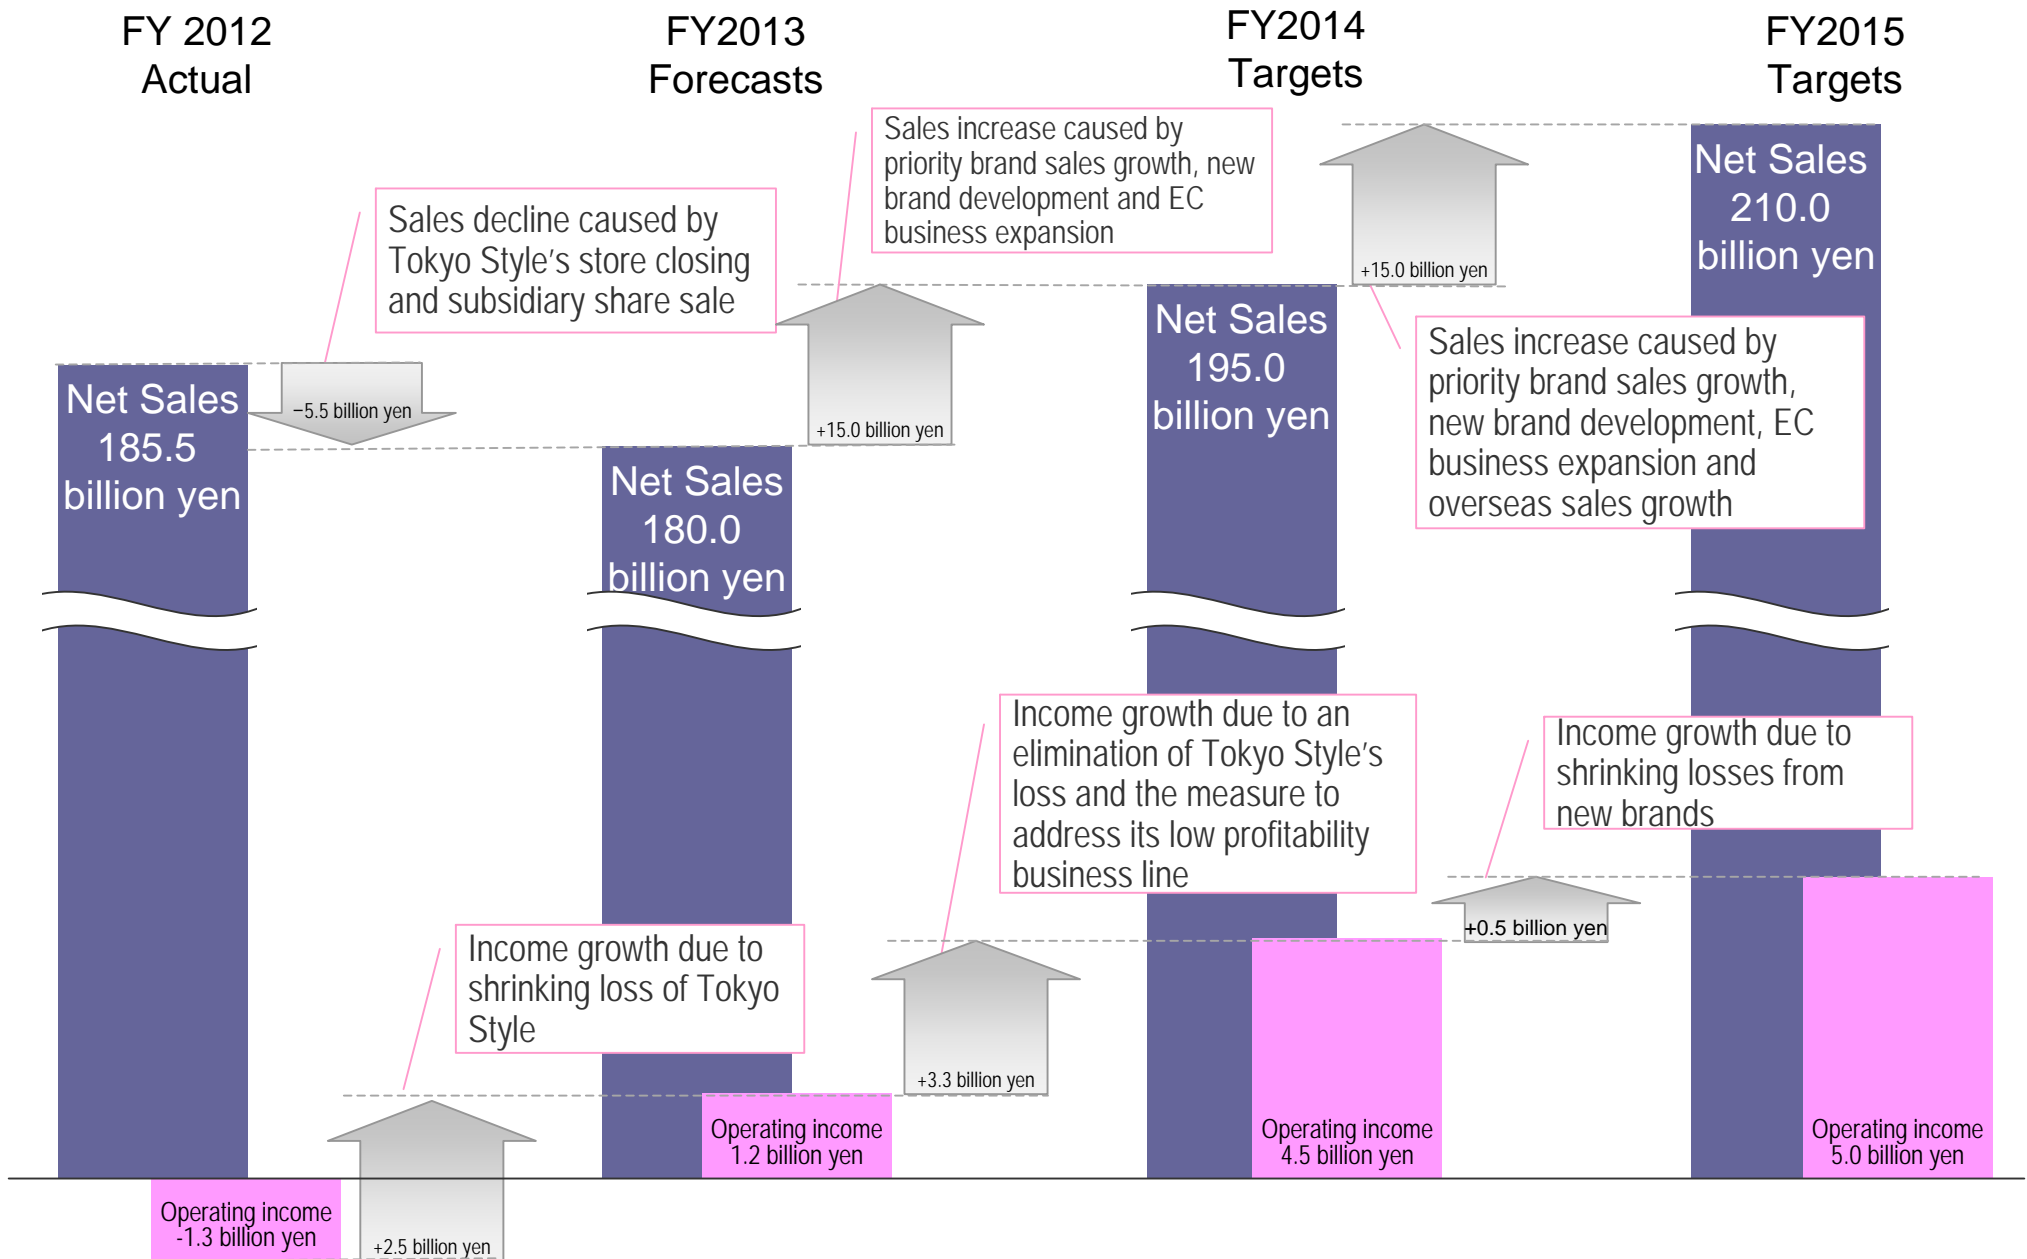 FY 2012
Actual
FY2013
Forecasts
FY2014
Targets
FY2015
Targets
Sales decline caused by
Tokyo Style's store closing
and subsidiary share sale
Sales increase caused by
priority brand sales growth, new
brand development and EC
business expansion
Sales increase caused by
priority brand sales growth,
new brand development, EC
business expansion and
overseas sales growth
−5.5 billion yen
+15.0 billion yen
+15.0 billion yen
Net Sales
185.5
billion yen
Net Sales
180.0
billion yen
Net Sales
195.0
billion yen
Net Sales
210.0
billion yen
Income growth due to
shrinking loss of Tokyo
Style
Income growth due to an
elimination of Tokyo Style's
loss and the measure to
address its low profitability
business line
Income growth due to
shrinking losses from
new brands
+2.5 billion yen
+3.3 billion yen
+0.5 billion yen
Operating income
-1.3 billion yen
Operating income
1.2 billion yen
Operating income
4.5 billion yen
Operating income
5.0 billion yen